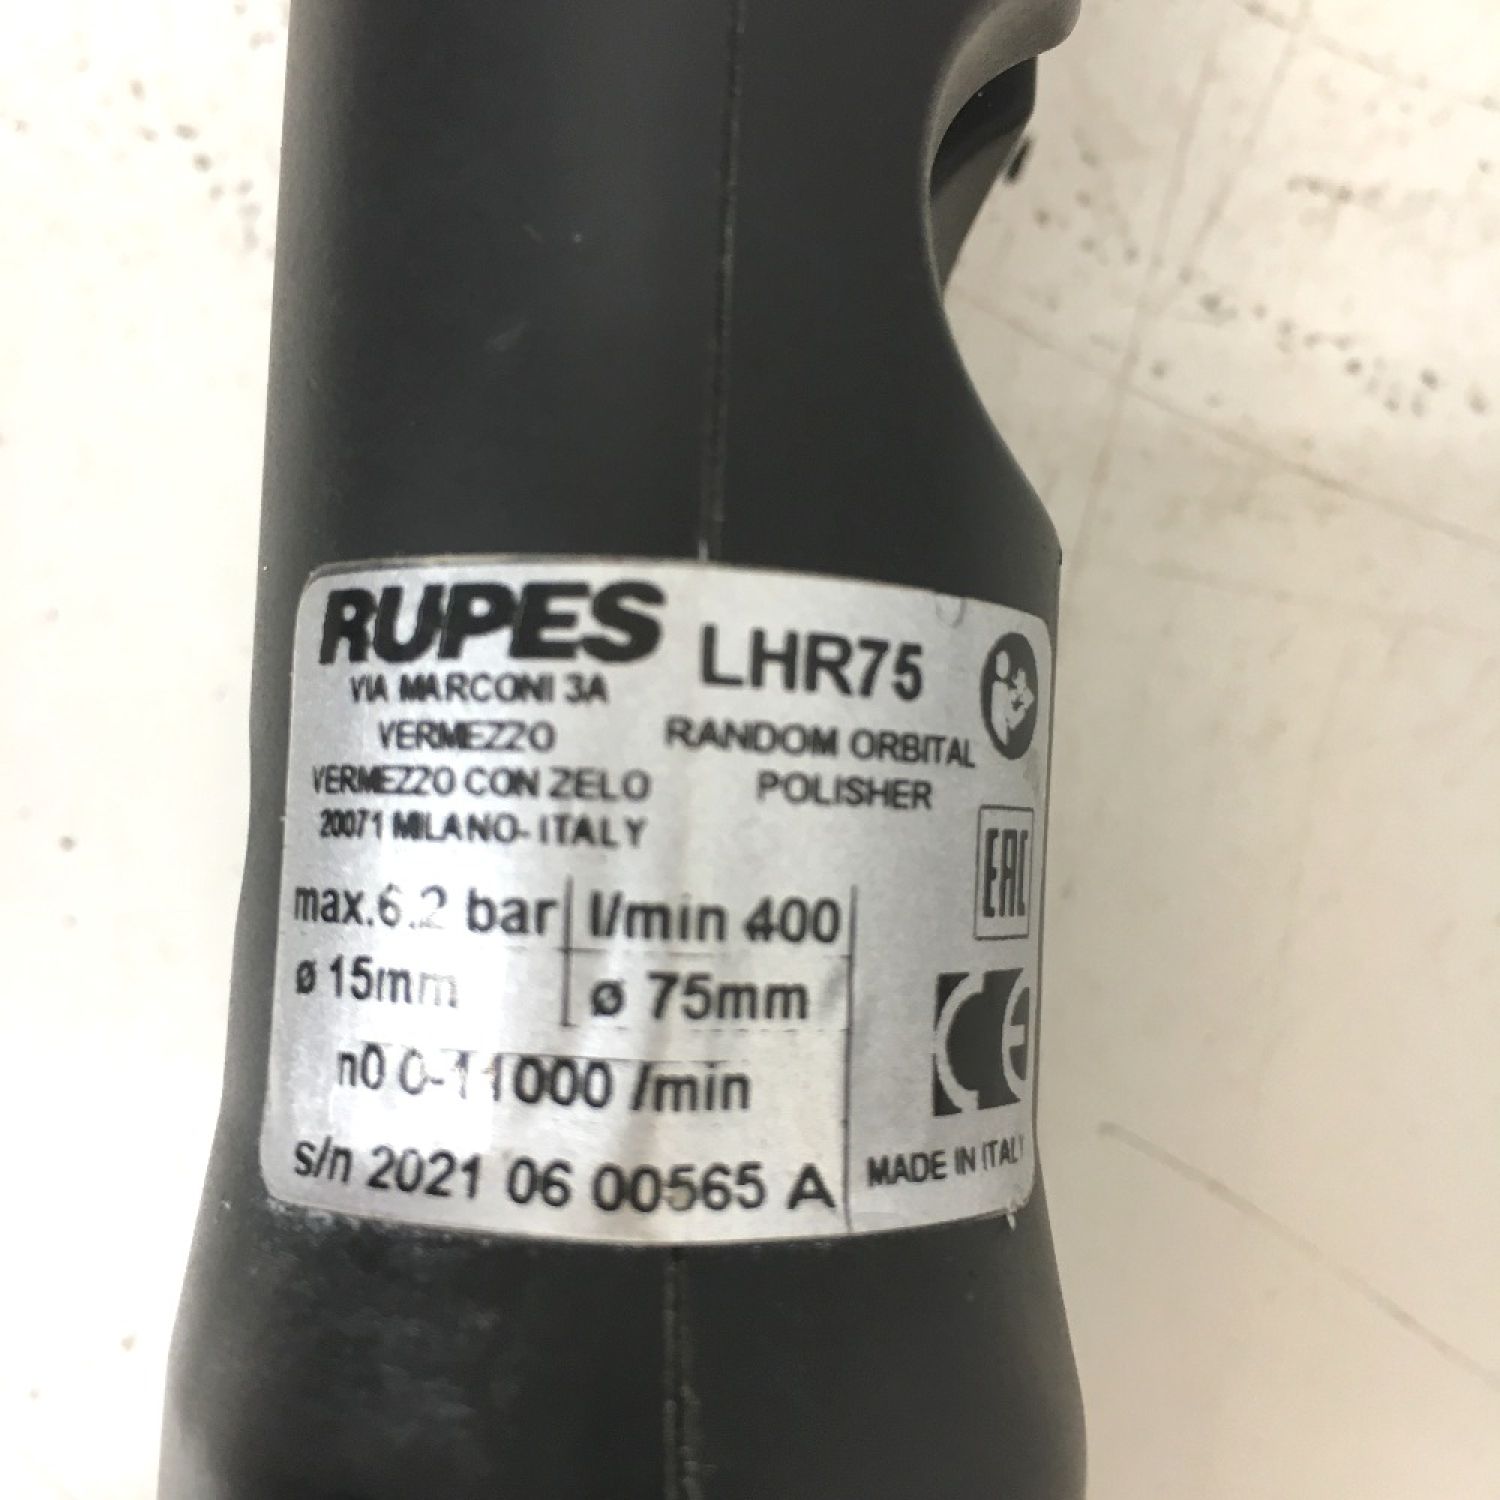 RUPES
VIA MARCONI 3A
VERMEZZO
VERMEZZO CON ZELO
20071 MILANO-ITALY
LHR75
RANDOM ORBITAL
POLISHER
max.6.2 bar l/min 400
ø 15mm ø 75mm
n0 0-11000 /min
s/n 2021 06 00565 A
EAC
CE
MADE IN ITALY